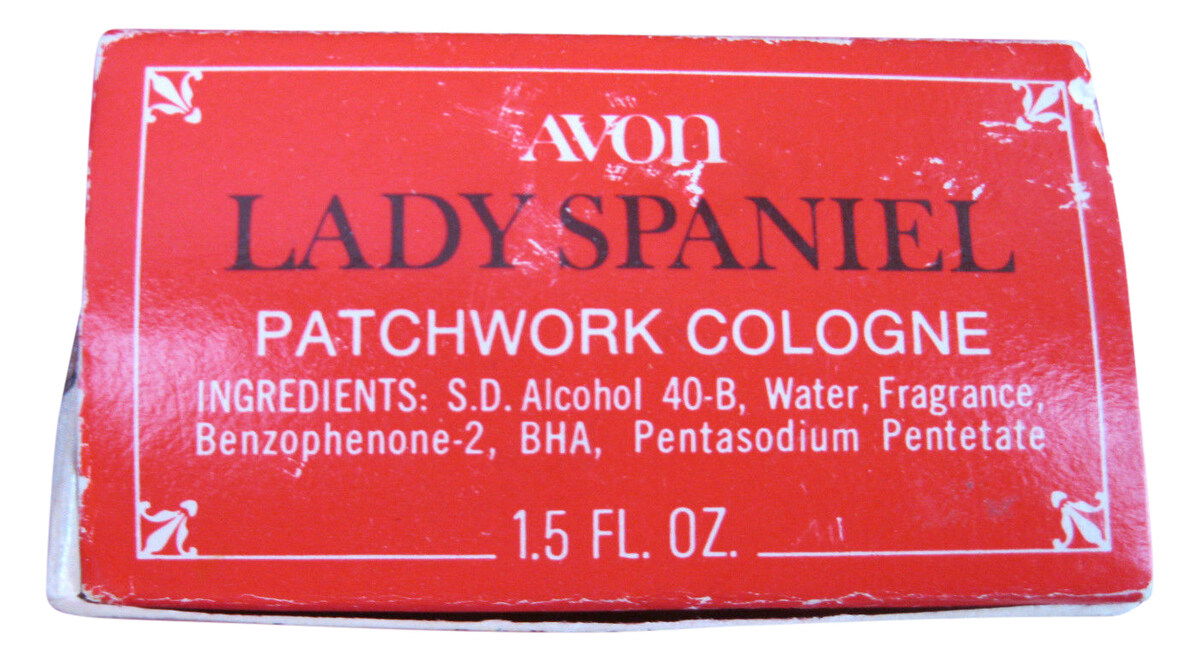 AVON
LADY SPANIEL
PATCHWORK COLOGNE
INGREDIENTS: S.D. Alcohol 40-B, Water, Fragrance,
Benzophenone-2, BHA, Pentasodium Pentetate
1.5 FL. OZ.